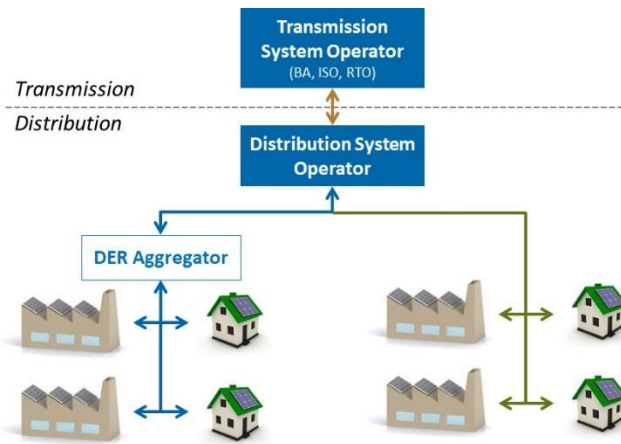 Transmission
System Operator
(BA, ISO, RTO)
Transmission
Distribution
Distribution System
Operator
DER Aggregator